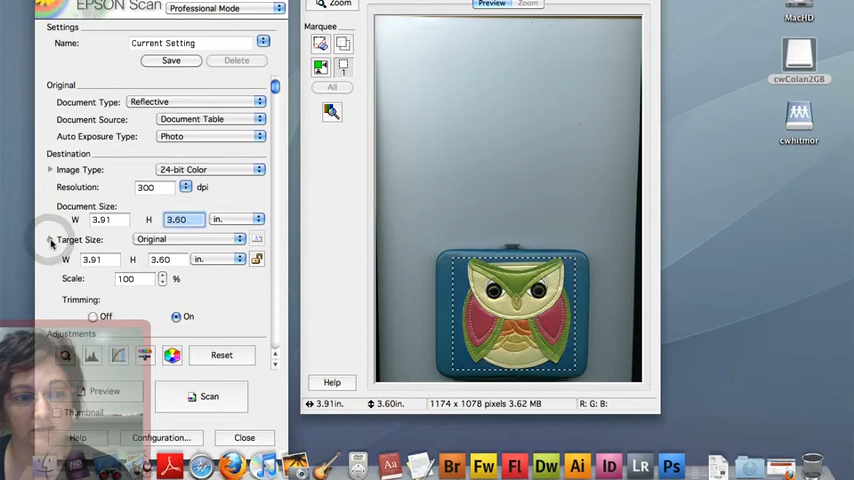 EPSON Scan Professional Mode
Settings
Name: Current Setting
Save Delete
Original
Document Type: Reflective
Document Source: Document Table
Auto Exposure Type: Photo
Destination
Image Type: 24-bit Color
Resolution: 300 dpi
Document Size:
W 3.91 H 3.60 in.
Target Size: Original
W 3.91 H 3.60 in.
Scale: 100 %
Trimming:
Off On
Adjustments
Reset
Preview
Scan
Thumbnail
Help Configuration... Close
Zoom
Preview Zoom
Marquee
1
All
Help
3.91in. 3.60in. 1174 x 1078 pixels 3.62 MB R: G: B:
MacHD
cwColan2GB
cwhitmor
Aa Br Fw Fl Dw Ai ID Lr Ps